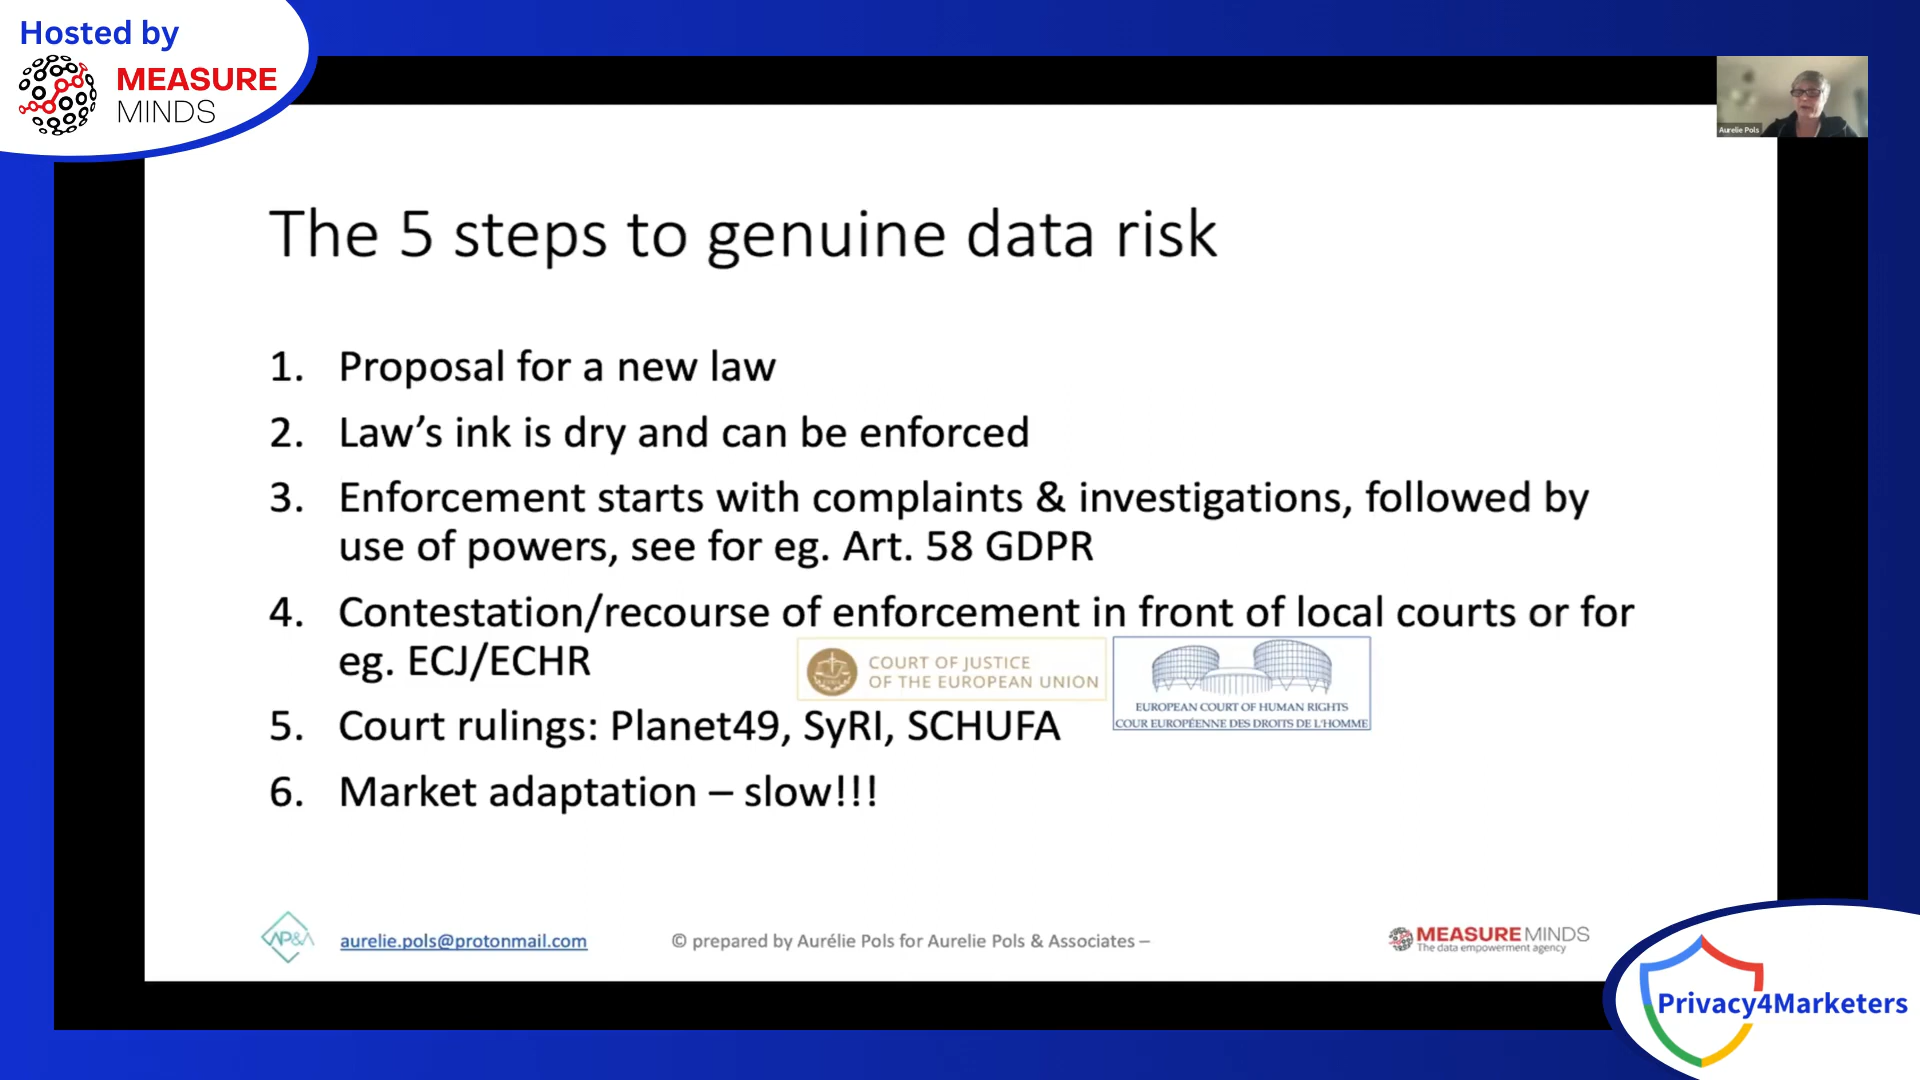 Hosted by
MEASURE
MINDS
Aurelie Pols
The 5 steps to genuine data risk
1. Proposal for a new law
2. Law’s ink is dry and can be enforced
3. Enforcement starts with complaints & investigations, followed by
use of powers, see for eg. Art. 58 GDPR
4. Contestation/recourse of enforcement in front of local courts or for
eg. ECJ/ECHR
COURT OF JUSTICE
OF THE EUROPEAN UNION
EUROPEAN COURT OF HUMAN RIGHTS
COUR EUROPÉENNE DES DROITS DE L'HOMME
5. Court rulings: Planet49, SyRI, SCHUFA
6. Market adaptation – slow!!!
AP&A
aurelie.pols@protonmail.com
© prepared by Aurélie Pols for Aurelie Pols & Associates –
MEASURE MINDS
The data empowerment agency
Privacy4Marketers